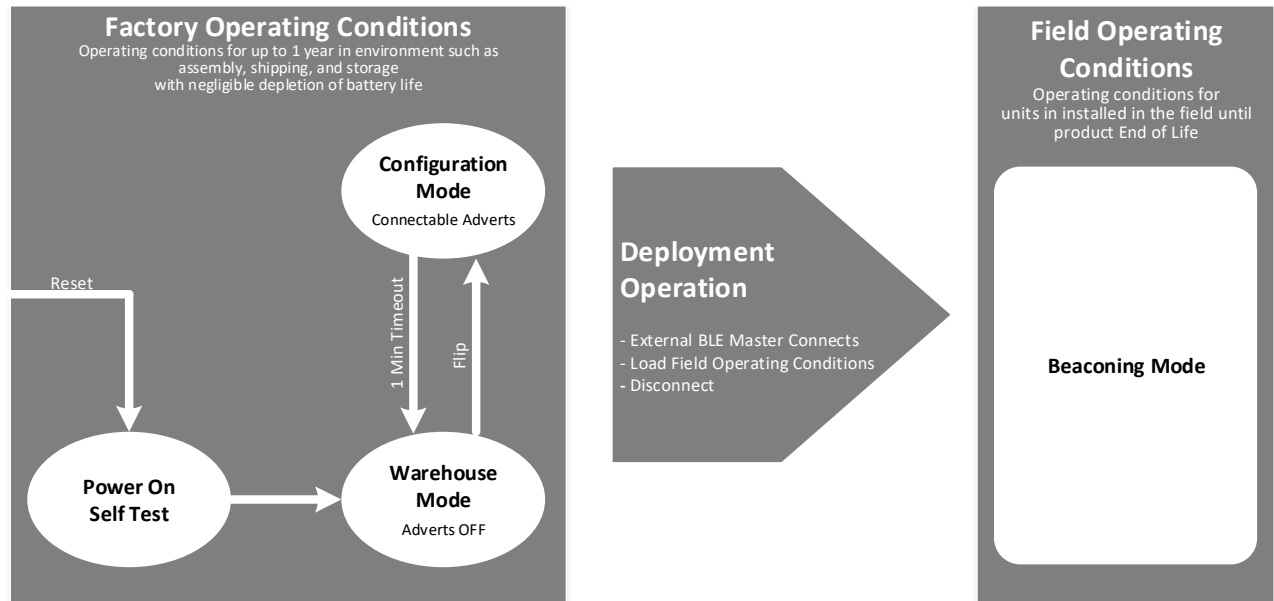 Factory Operating Conditions
Operating conditions for up to 1 year in environment such as
assembly, shipping, and storage
with negligible depletion of battery life
Configuration
Mode
Connectable Adverts
Reset
1 Min Timeout
Flip
Power On
Self Test
Warehouse
Mode
Adverts OFF
Deployment
Operation
- External BLE Master Connects
- Load Field Operating Conditions
- Disconnect
Field Operating
Conditions
Operating conditions for
units in installed in the field until
product End of Life
Beaconing Mode